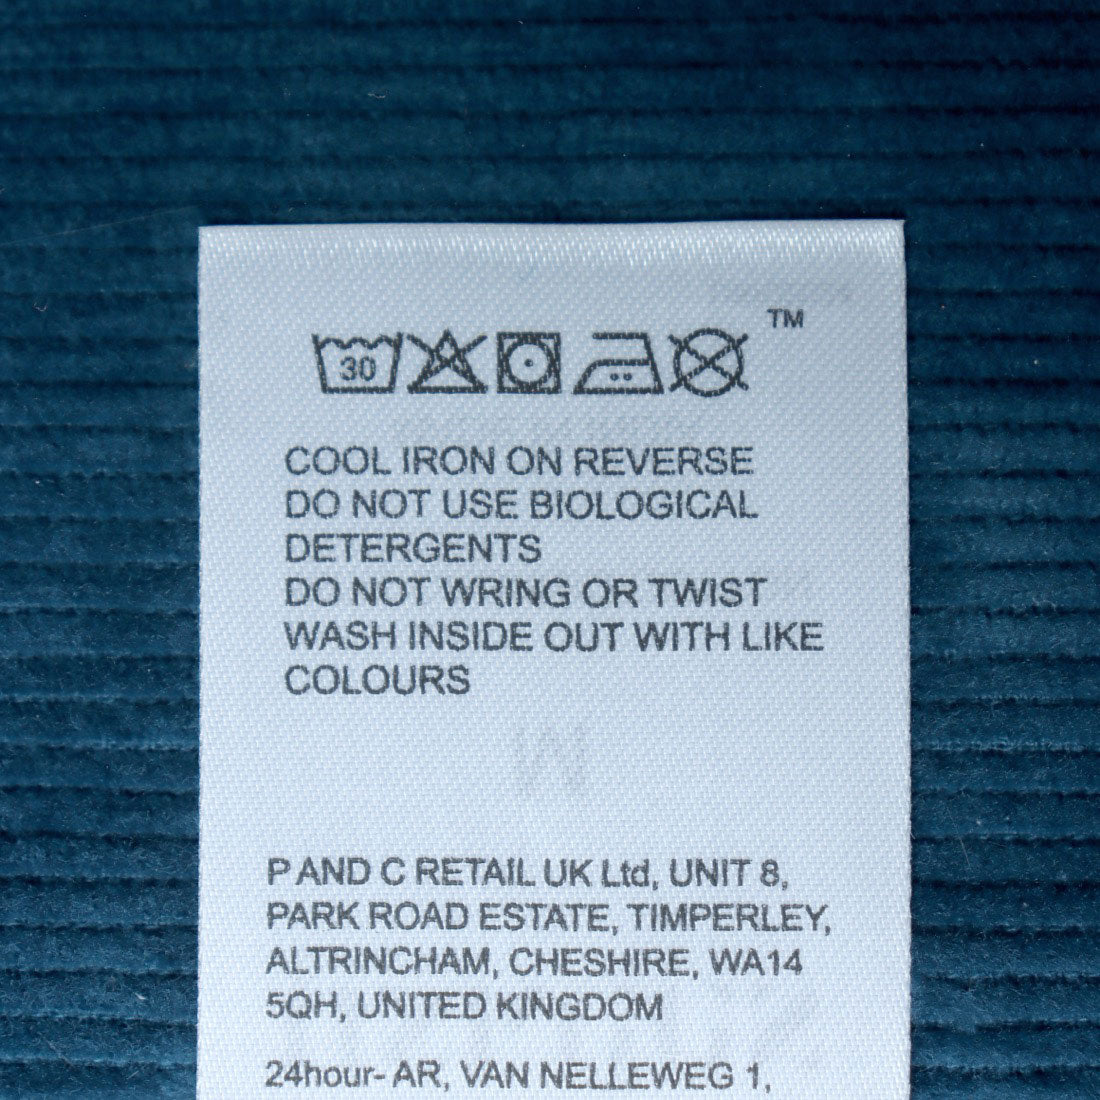 30
TM
COOL IRON ON REVERSE
DO NOT USE BIOLOGICAL
DETERGENTS
DO NOT WRING OR TWIST
WASH INSIDE OUT WITH LIKE
COLOURS
P AND C RETAIL UK Ltd, UNIT 8,
PARK ROAD ESTATE, TIMPERLEY,
ALTRINCHAM, CHESHIRE, WA14
5QH, UNITED KINGDOM
24hour- AR, VAN NELLEWEG 1,